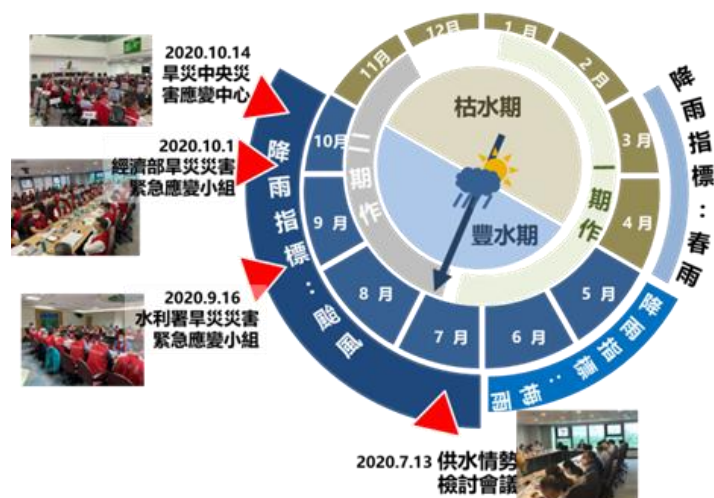 2020.10.14
旱災中央災
害應變中心
2020.10.1
經濟部旱災災害
緊急應變小組
2020.9.16
水利署旱災災害
緊急應變小組
2020.7.13 供水情勢
檢討會議
降雨指標：颱風
降雨指標：梅雨
降雨指標：春雨
1月
2月
3月
4月
5月
6月
7月
8月
9月
10月
11月
12月
一期作
二期作
枯水期
豐水期